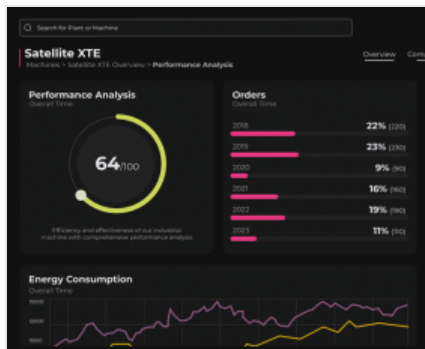 Search for Plant or Machine
Satellite XTE
Overview
Machines > Satellite XTE Overview > Performance Analysis
Performance Analysis
Overall Time
64/100
Efficiency and effectiveness of our industrial
machine with comprehensive performance analysis
Orders
Overall Time
2018 22% (220)
2019 23% (230)
2020 9% (90)
2021 16% (160)
2022 19% (190)
2023 11% (110)
Energy Consumption
Overall Time